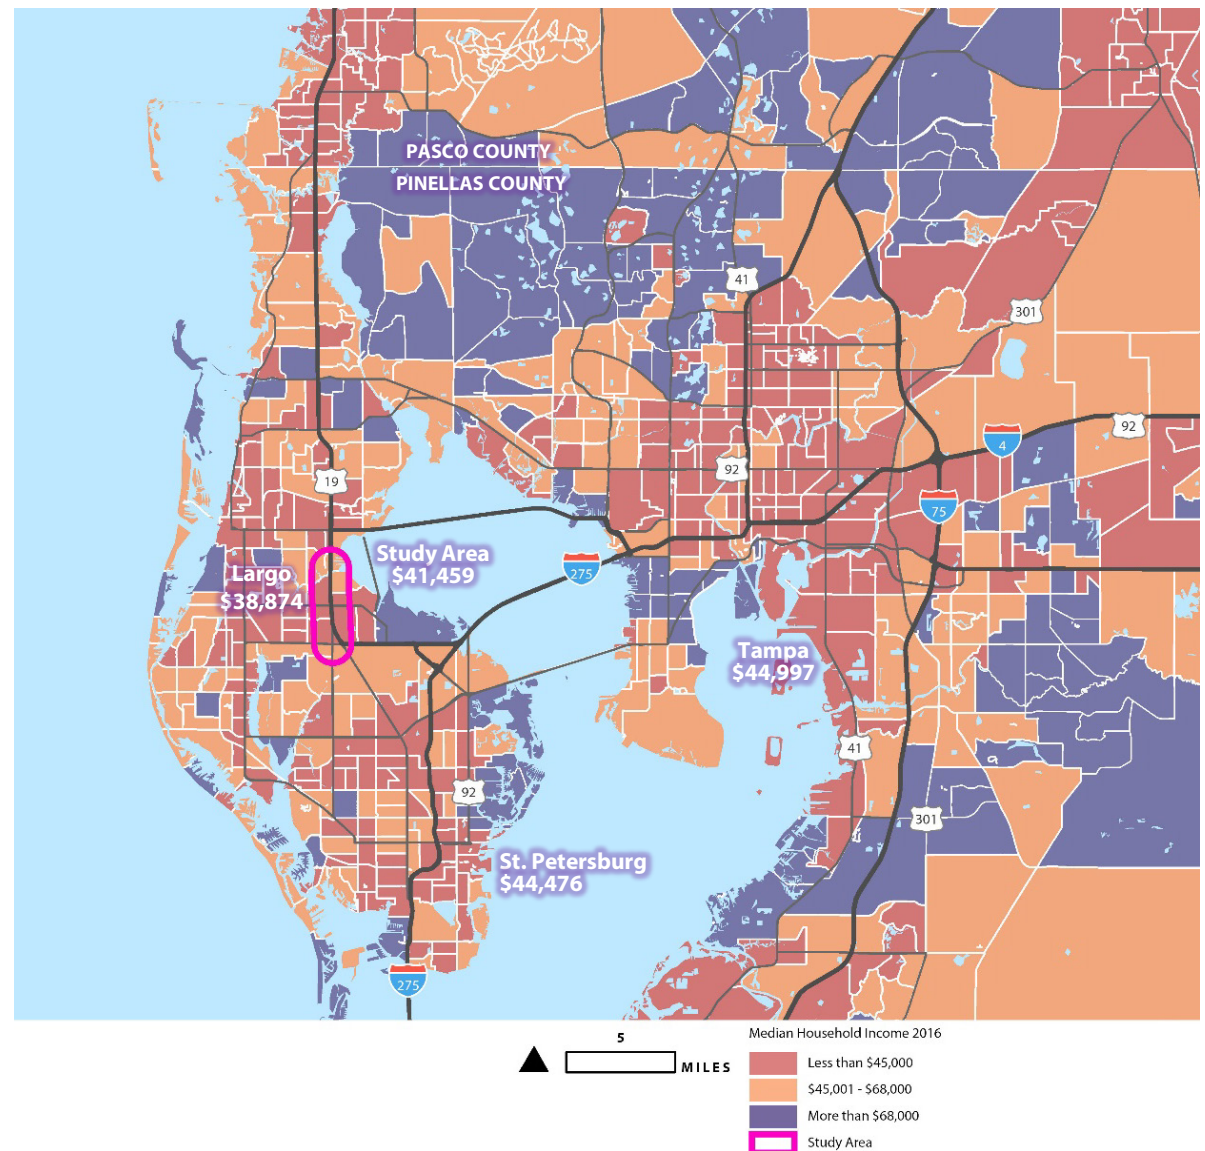 PASCO COUNTY
PINELLAS COUNTY
41
301
92
4
19
92
75
Study Area
$41,459
275
Largo
$38,874
Tampa
$44,997
41
92
301
St. Petersburg
$44,476
275
5
MILES
Median Household Income 2016
Less than $45,000
$45,001 - $68,000
More than $68,000
Study Area